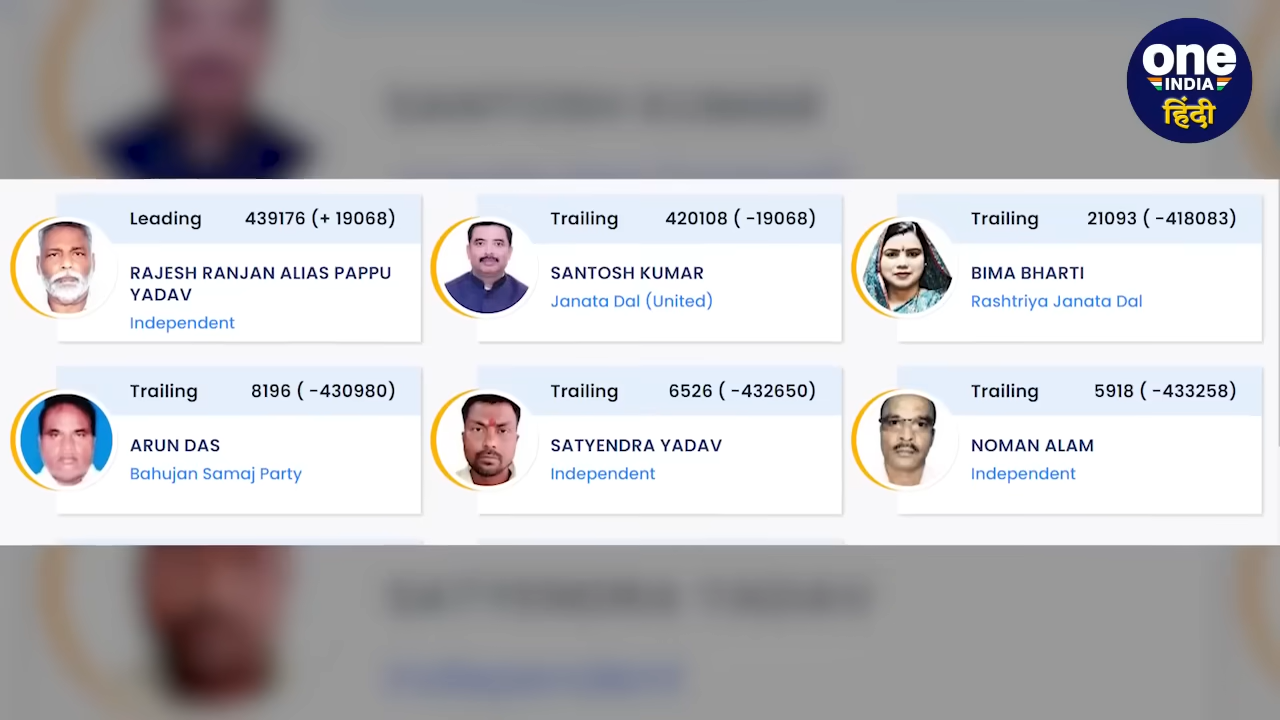 one
INDIA
हिंदी
Leading 439176 (+ 19068)
RAJESH RANJAN ALIAS PAPPU
YADAV
Independent
Trailing 420108 ( -19068)
SANTOSH KUMAR
Janata Dal (United)
Trailing 21093 ( -418083)
BIMA BHARTI
Rashtriya Janata Dal
Trailing 8196 ( -430980)
ARUN DAS
Bahujan Samaj Party
Trailing 6526 ( -432650)
SATYENDRA YADAV
Independent
Trailing 5918 ( -433258)
NOMAN ALAM
Independent